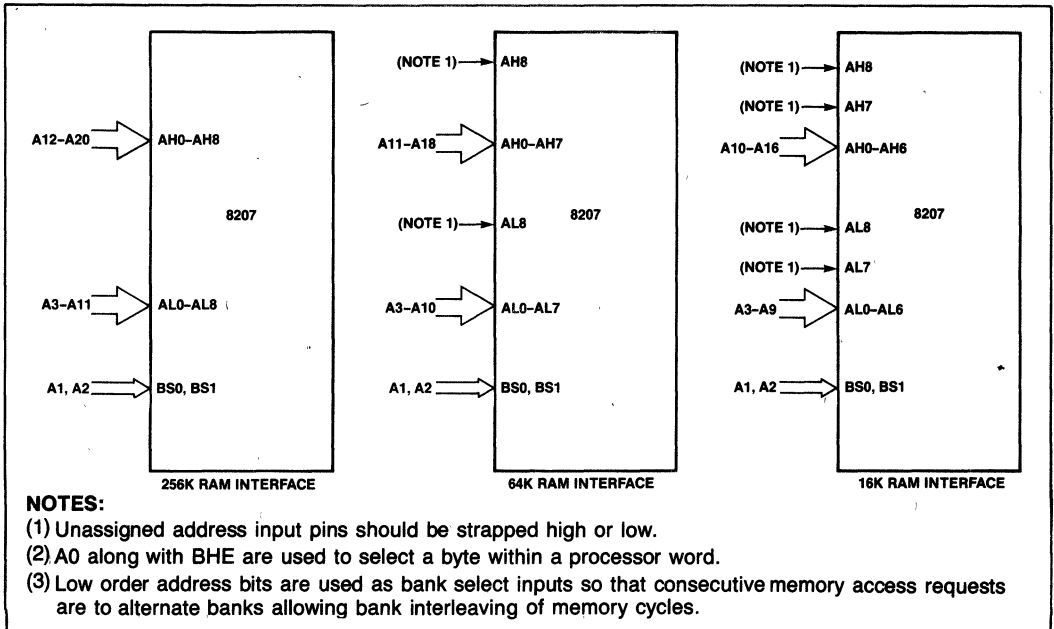 (NOTE 1) AH8
(NOTE 1) AH8
(NOTE 1) AH7
A12–A20 AH0–AH8
A11–A18 AH0–AH7
A10–A16 AH0–AH6
8207
(NOTE 1) AL8
8207
8207
(NOTE 1) AL8
(NOTE 1) AL7
A3–A11 AL0–AL8
A3–A10 AL0–AL7
A3–A9 AL0–AL6
A1, A2 BS0, BS1
A1, A2 BS0, BS1
A1, A2 BS0, BS1
256K RAM INTERFACE
64K RAM INTERFACE
16K RAM INTERFACE
NOTES:
(1) Unassigned address input pins should be strapped high or low.
(2) A0 along with BHE are used to select a byte within a processor word.
(3) Low order address bits are used as bank select inputs so that consecutive memory access requests
are to alternate banks allowing bank interleaving of memory cycles.